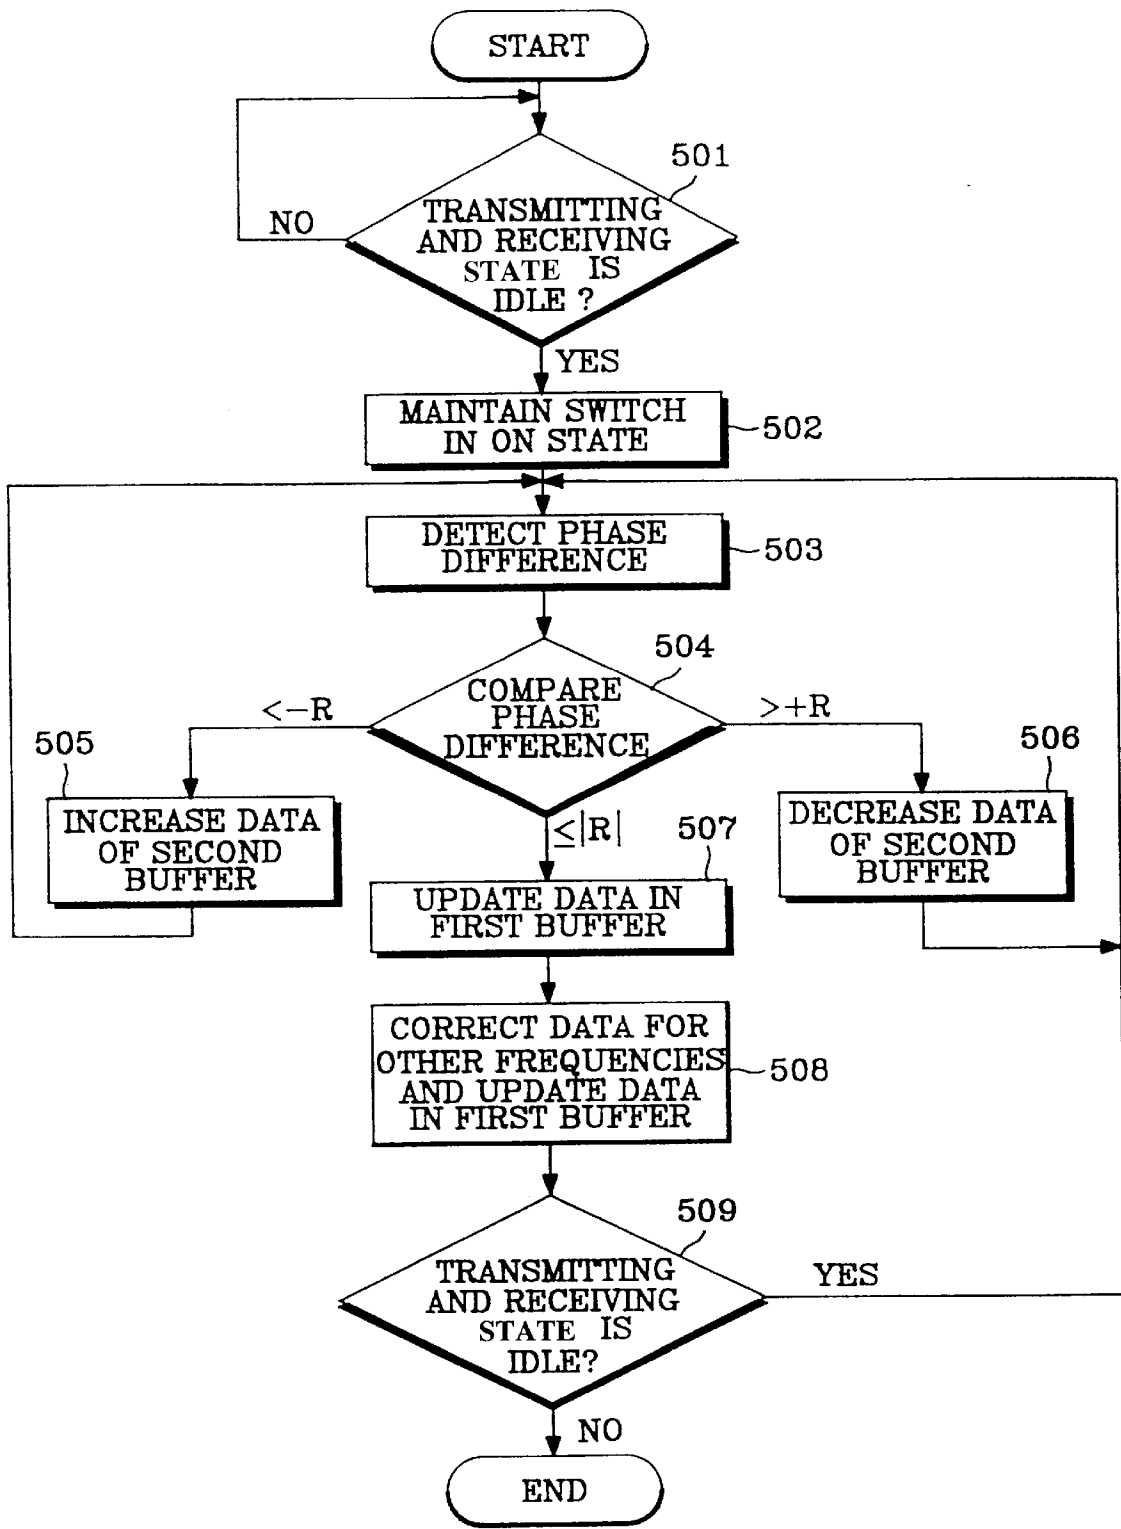 START
501
TRANSMITTING
AND RECEIVING
STATE IS
IDLE ?
NO
YES
MAINTAIN SWITCH
IN ON STATE
502
DETECT PHASE
DIFFERENCE
503
504
COMPARE
PHASE
DIFFERENCE
<-R
>+R
≤|R|
505
INCREASE DATA
OF SECOND
BUFFER
506
DECREASE DATA
OF SECOND
BUFFER
507
UPDATE DATA IN
FIRST BUFFER
CORRECT DATA FOR
OTHER FREQUENCIES
AND UPDATE DATA
IN FIRST BUFFER
508
509
TRANSMITTING
AND RECEIVING
STATE IS
IDLE?
YES
NO
END